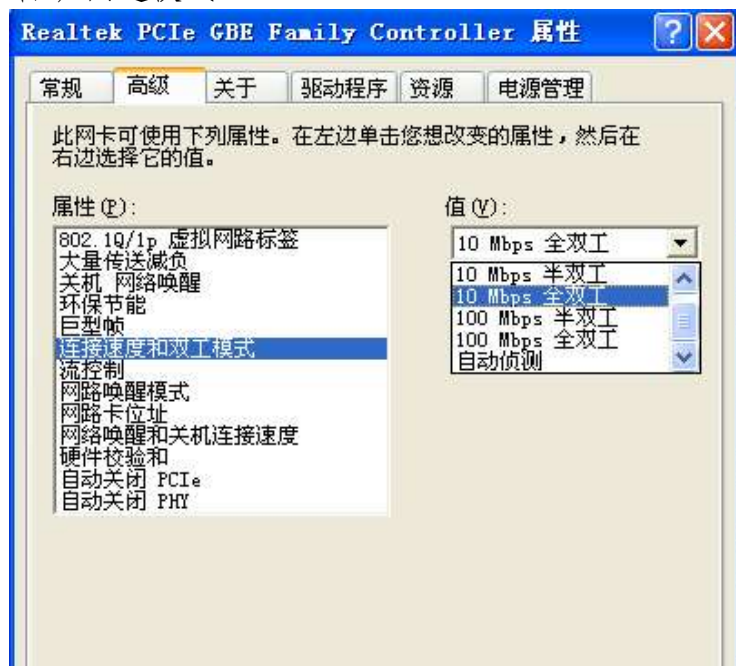 Realtek PCIe GBE Family Controller 属性
常规 高级 关于 驱动程序 资源 电源管理
此网卡可使用下列属性。在左边单击您想改变的属性，然后在
右边选择它的值。
属性(P):
值(V):
802.1Q/1p 虚拟网路标签
大量传送减负
关机 网络唤醒
环保节能
巨型帧
连接速度和双工模式
流控制
网路唤醒模式
网路卡位址
网络唤醒和关机连接速度
硬件校验和
自动关闭 PCIe
自动关闭 PHY
10 Mbps 全双工
10 Mbps 半双工
10 Mbps 全双工
100 Mbps 半双工
100 Mbps 全双工
自动侦测